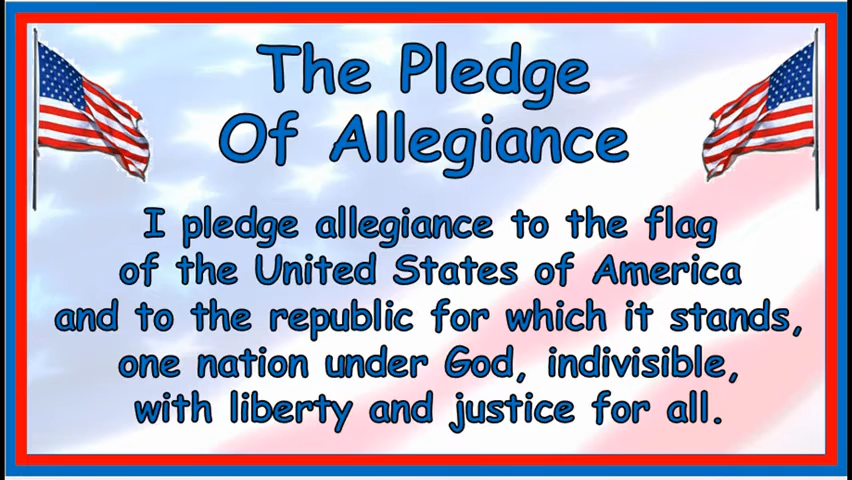 The Pledge
Of Allegiance
I pledge allegiance to the flag
of the United States of America
and to the republic for which it stands,
one nation under God, indivisible,
with liberty and justice for all.